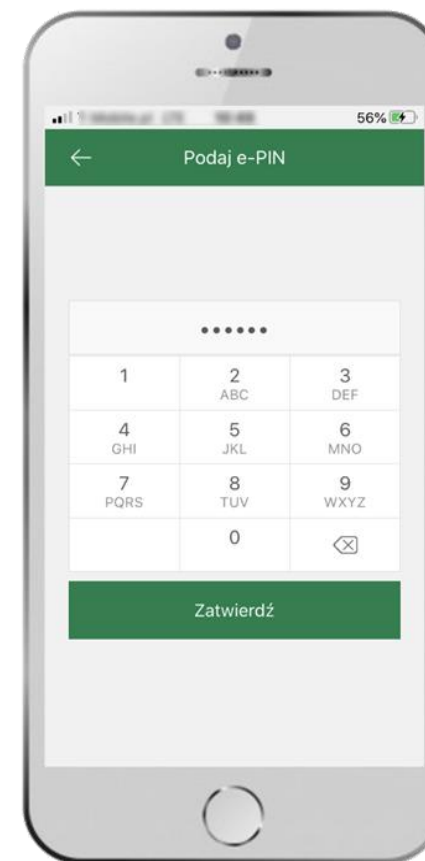 56%
Podaj e-PIN
••••••
1 2 3
ABC DEF
4 5 6
GHI JKL MNO
7 8 9
PQRS TUV WXYZ
0
Zatwierdź